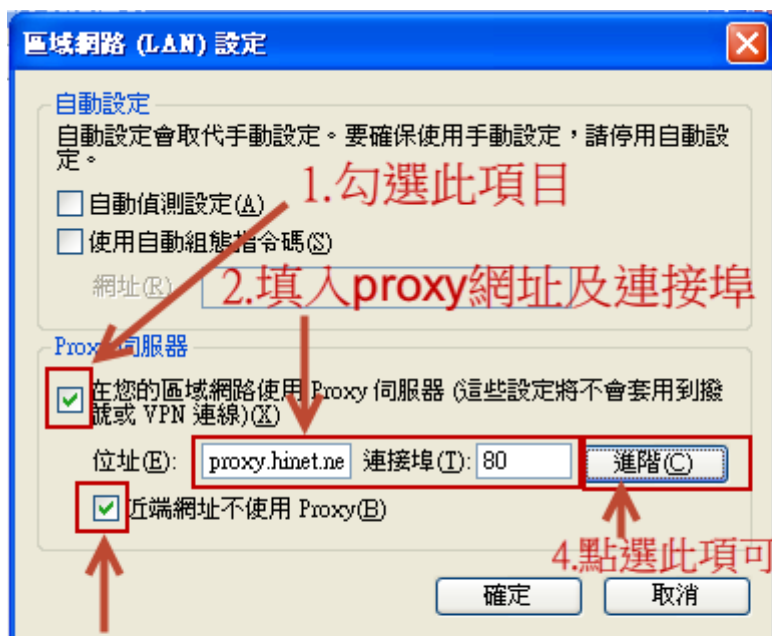 區域網路 (LAN) 設定
自動設定
自動設定會取代手動設定。要確保使用手動設定，請停用自動設
定。
1.勾選此項目
自動偵測設定(A)
使用自動組態指令碼(S)
網址(R)
2.填入proxy網址及連接埠
Proxy 伺服器
在您的區域網路使用 Proxy 伺服器 (這些設定將不會套用到撥
號或 VPN 連線)(X)
位址(E): proxy.hinet.ne 連接埠(T): 80 進階(C)
近端網址不使用 Proxy(B)
4.點選此項可
確定 取消